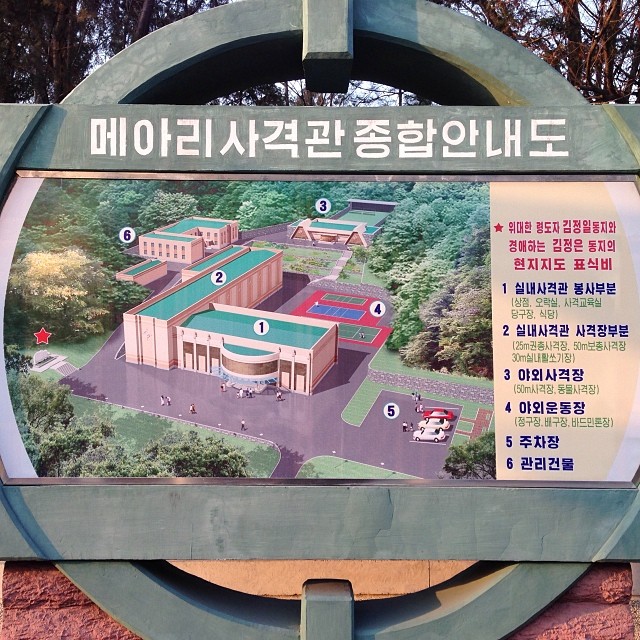 메아리사격관 종합안내도
★ 위대한 령도자 김정일동지와
경애하는 김정은 동지의
현지지도 표식비
1 실내사격관 봉사부분
(상점, 오락실, 사격교육실
당구장, 식당)
2 실내사격관 사격장부분
(25m권총사격장, 50m보총사격장
30m실내활쏘기장)
3 야외사격장
(50m사격장, 동물사격장)
4 야외운동장
(정구장, 배구장, 바드민톤장)
5 주차장
6 관리건물
3
6
2
4
1
5